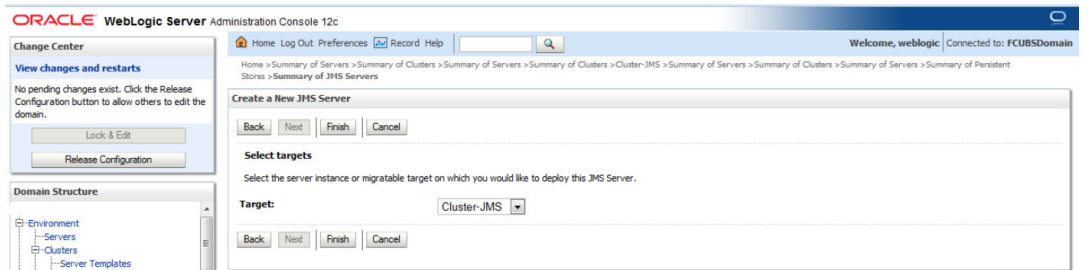 ORACLE WebLogic Server Administration Console 12c
Change Center
View changes and restarts
No pending changes exist. Click the Release
Configuration button to allow others to edit the
domain.
Lock & Edit
Release Configuration
Domain Structure
Environment
Servers
Clusters
Server Templates
Home Log Out Preferences Record Help
Welcome, weblogic Connected to: FCUBSDomain
Home >Summary of Servers >Summary of Clusters >Summary of Servers >Summary of Clusters >Cluster-JMS >Summary of Servers >Summary of Clusters >Summary of Servers >Summary of Persistent
Stores >Summary of JMS Servers
Create a New JMS Server
Back Next Finish Cancel
Select targets
Select the server instance or migratable target on which you would like to deploy this JMS Server.
Target: Cluster-JMS
Back Next Finish Cancel